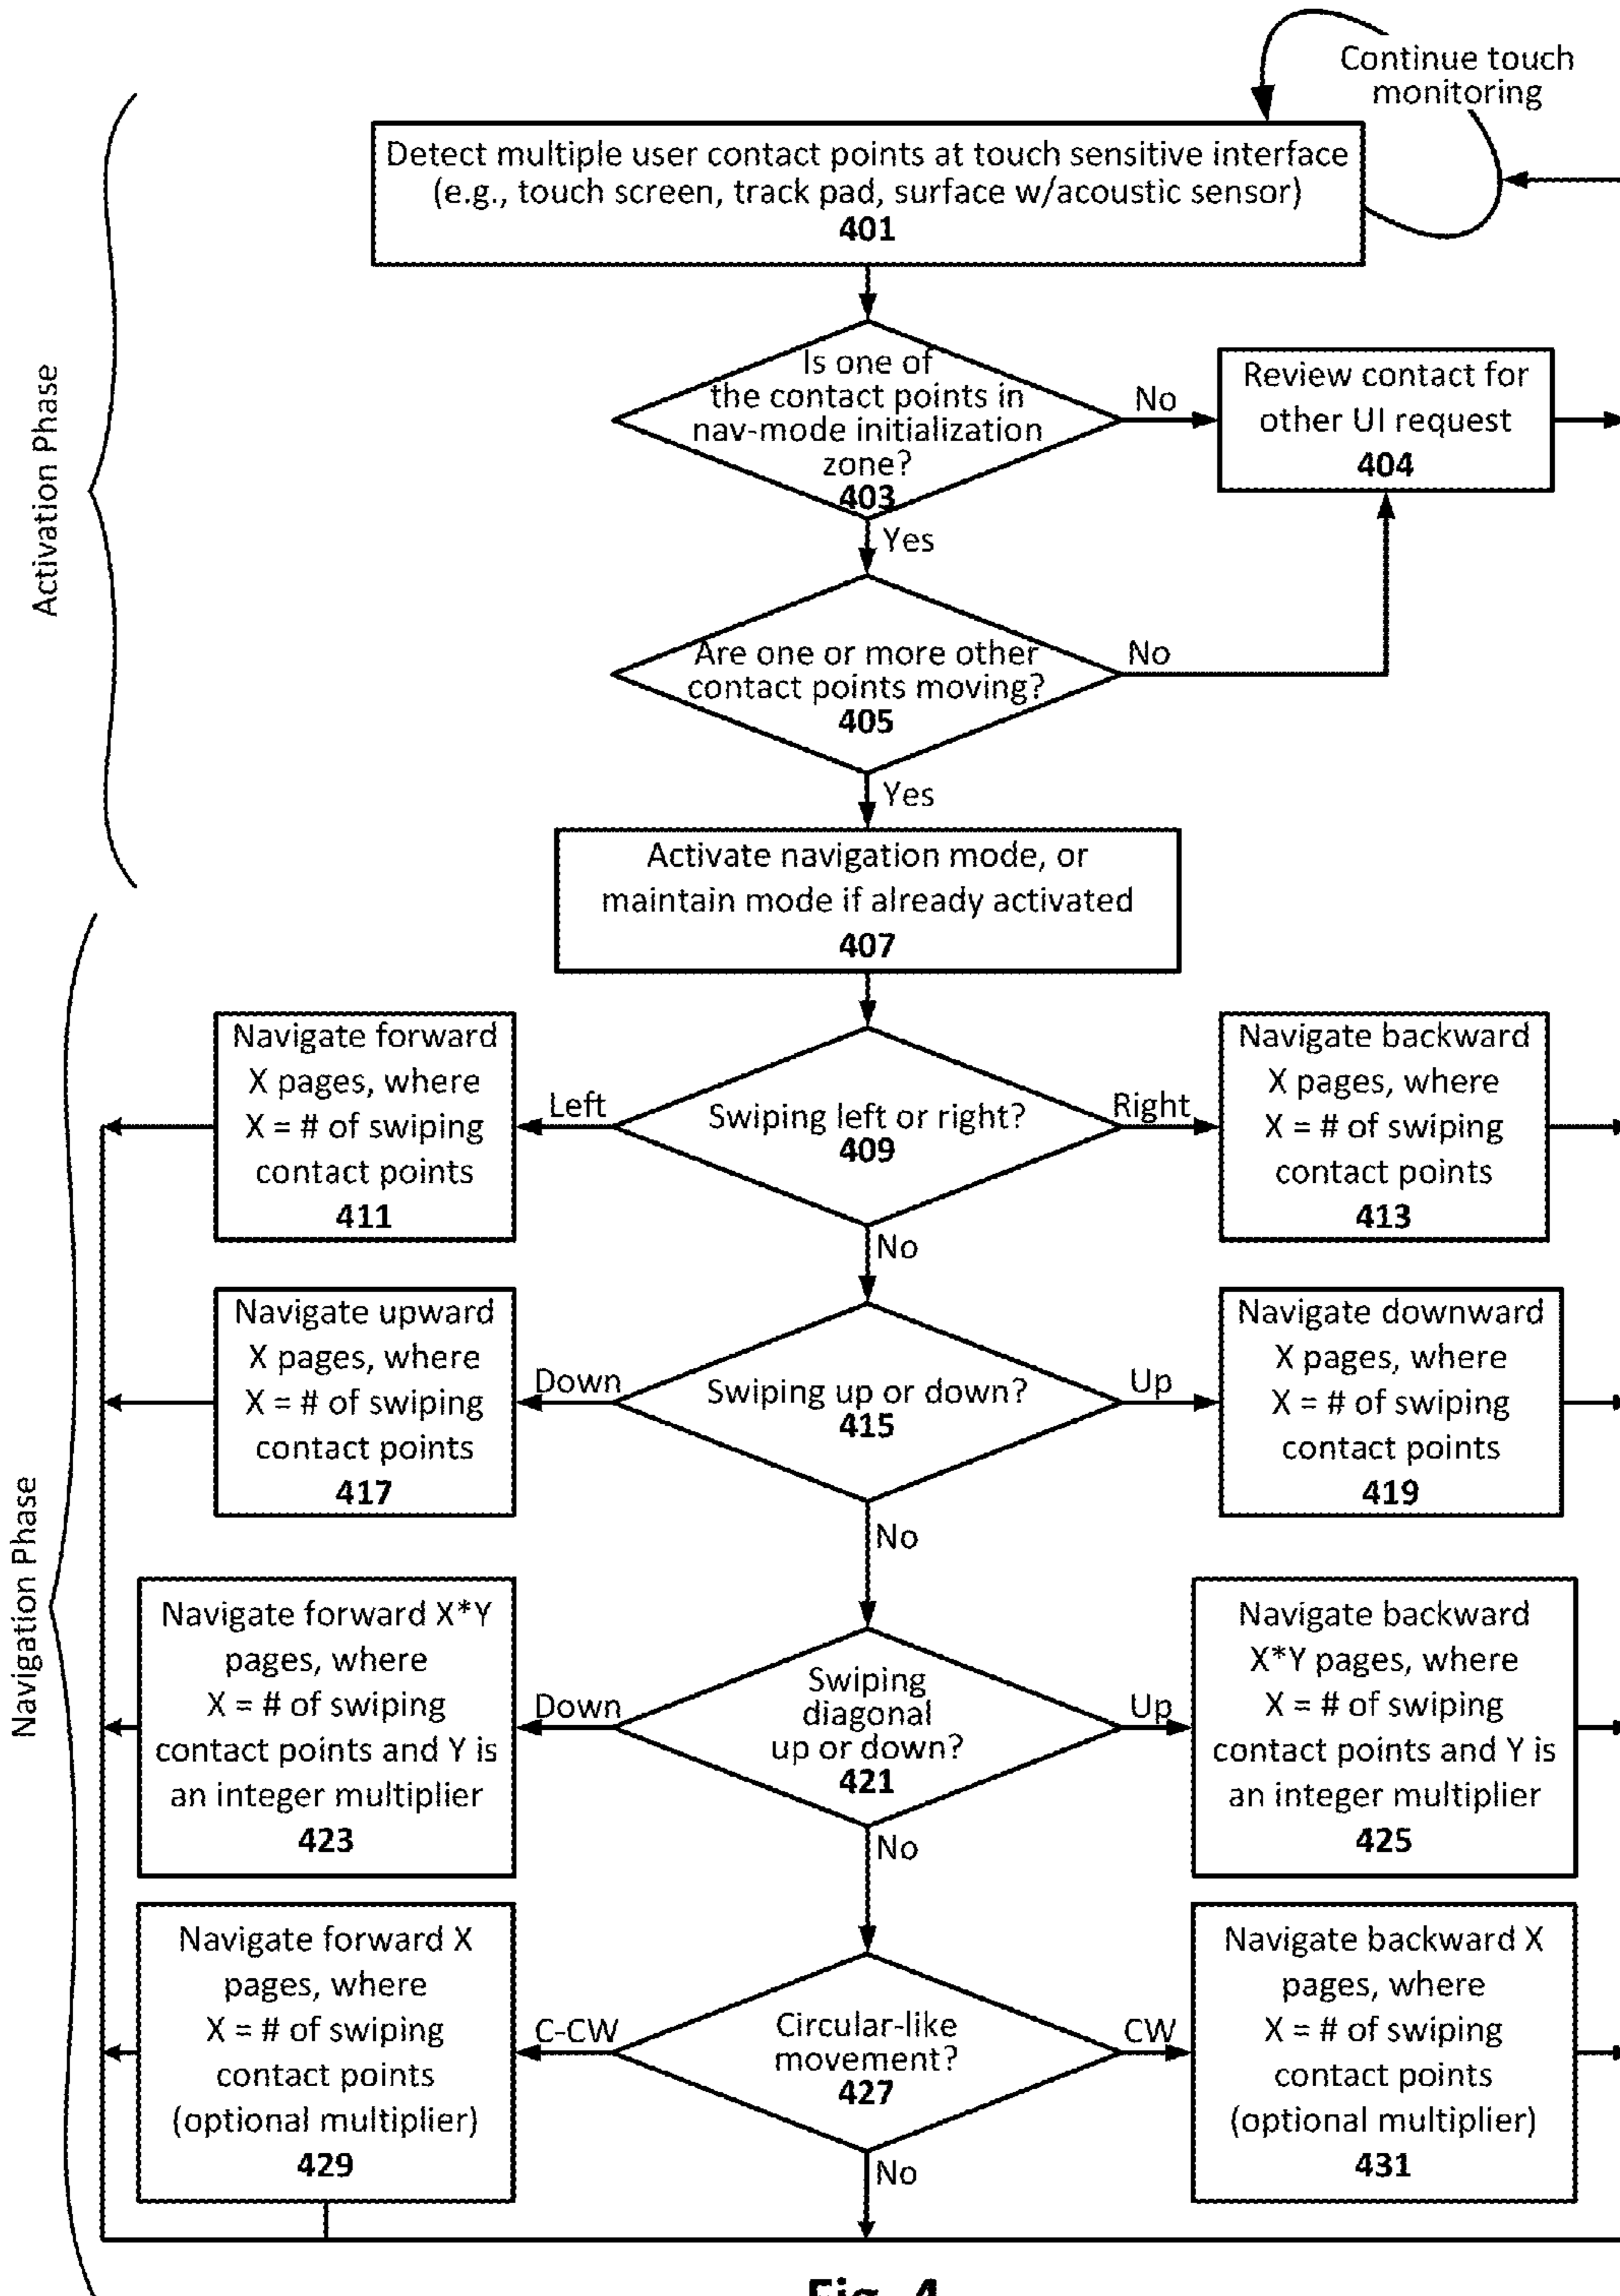 Continue touch
monitoring
Detect multiple user contact points at touch sensitive interface
(e.g., touch screen, track pad, surface w/acoustic sensor)
401
Activation Phase
Is one of
the contact points in
nav-mode initialization
zone?
403
No
Review contact for
other UI request
404
Yes
Are one or more other
contact points moving?
405
No
Yes
Activate navigation mode, or
maintain mode if already activated
407
Navigation Phase
Navigate forward
X pages, where
X = # of swiping
contact points
411
Left
Swiping left or right?
409
Right
Navigate backward
X pages, where
X = # of swiping
contact points
413
No
Navigate upward
X pages, where
X = # of swiping
contact points
417
Down
Swiping up or down?
415
Up
Navigate downward
X pages, where
X = # of swiping
contact points
419
No
Navigate forward X*Y
pages, where
X = # of swiping
contact points and Y is
an integer multiplier
423
Down
Swiping
diagonal
up or down?
421
Up
Navigate backward
X*Y pages, where
X = # of swiping
contact points and Y is
an integer multiplier
425
No
Navigate forward X
pages, where
X = # of swiping
contact points
(optional multiplier)
429
C-CW
Circular-like
movement?
427
CW
Navigate backward X
pages, where
X = # of swiping
contact points
(optional multiplier)
431
No
Fig. 4